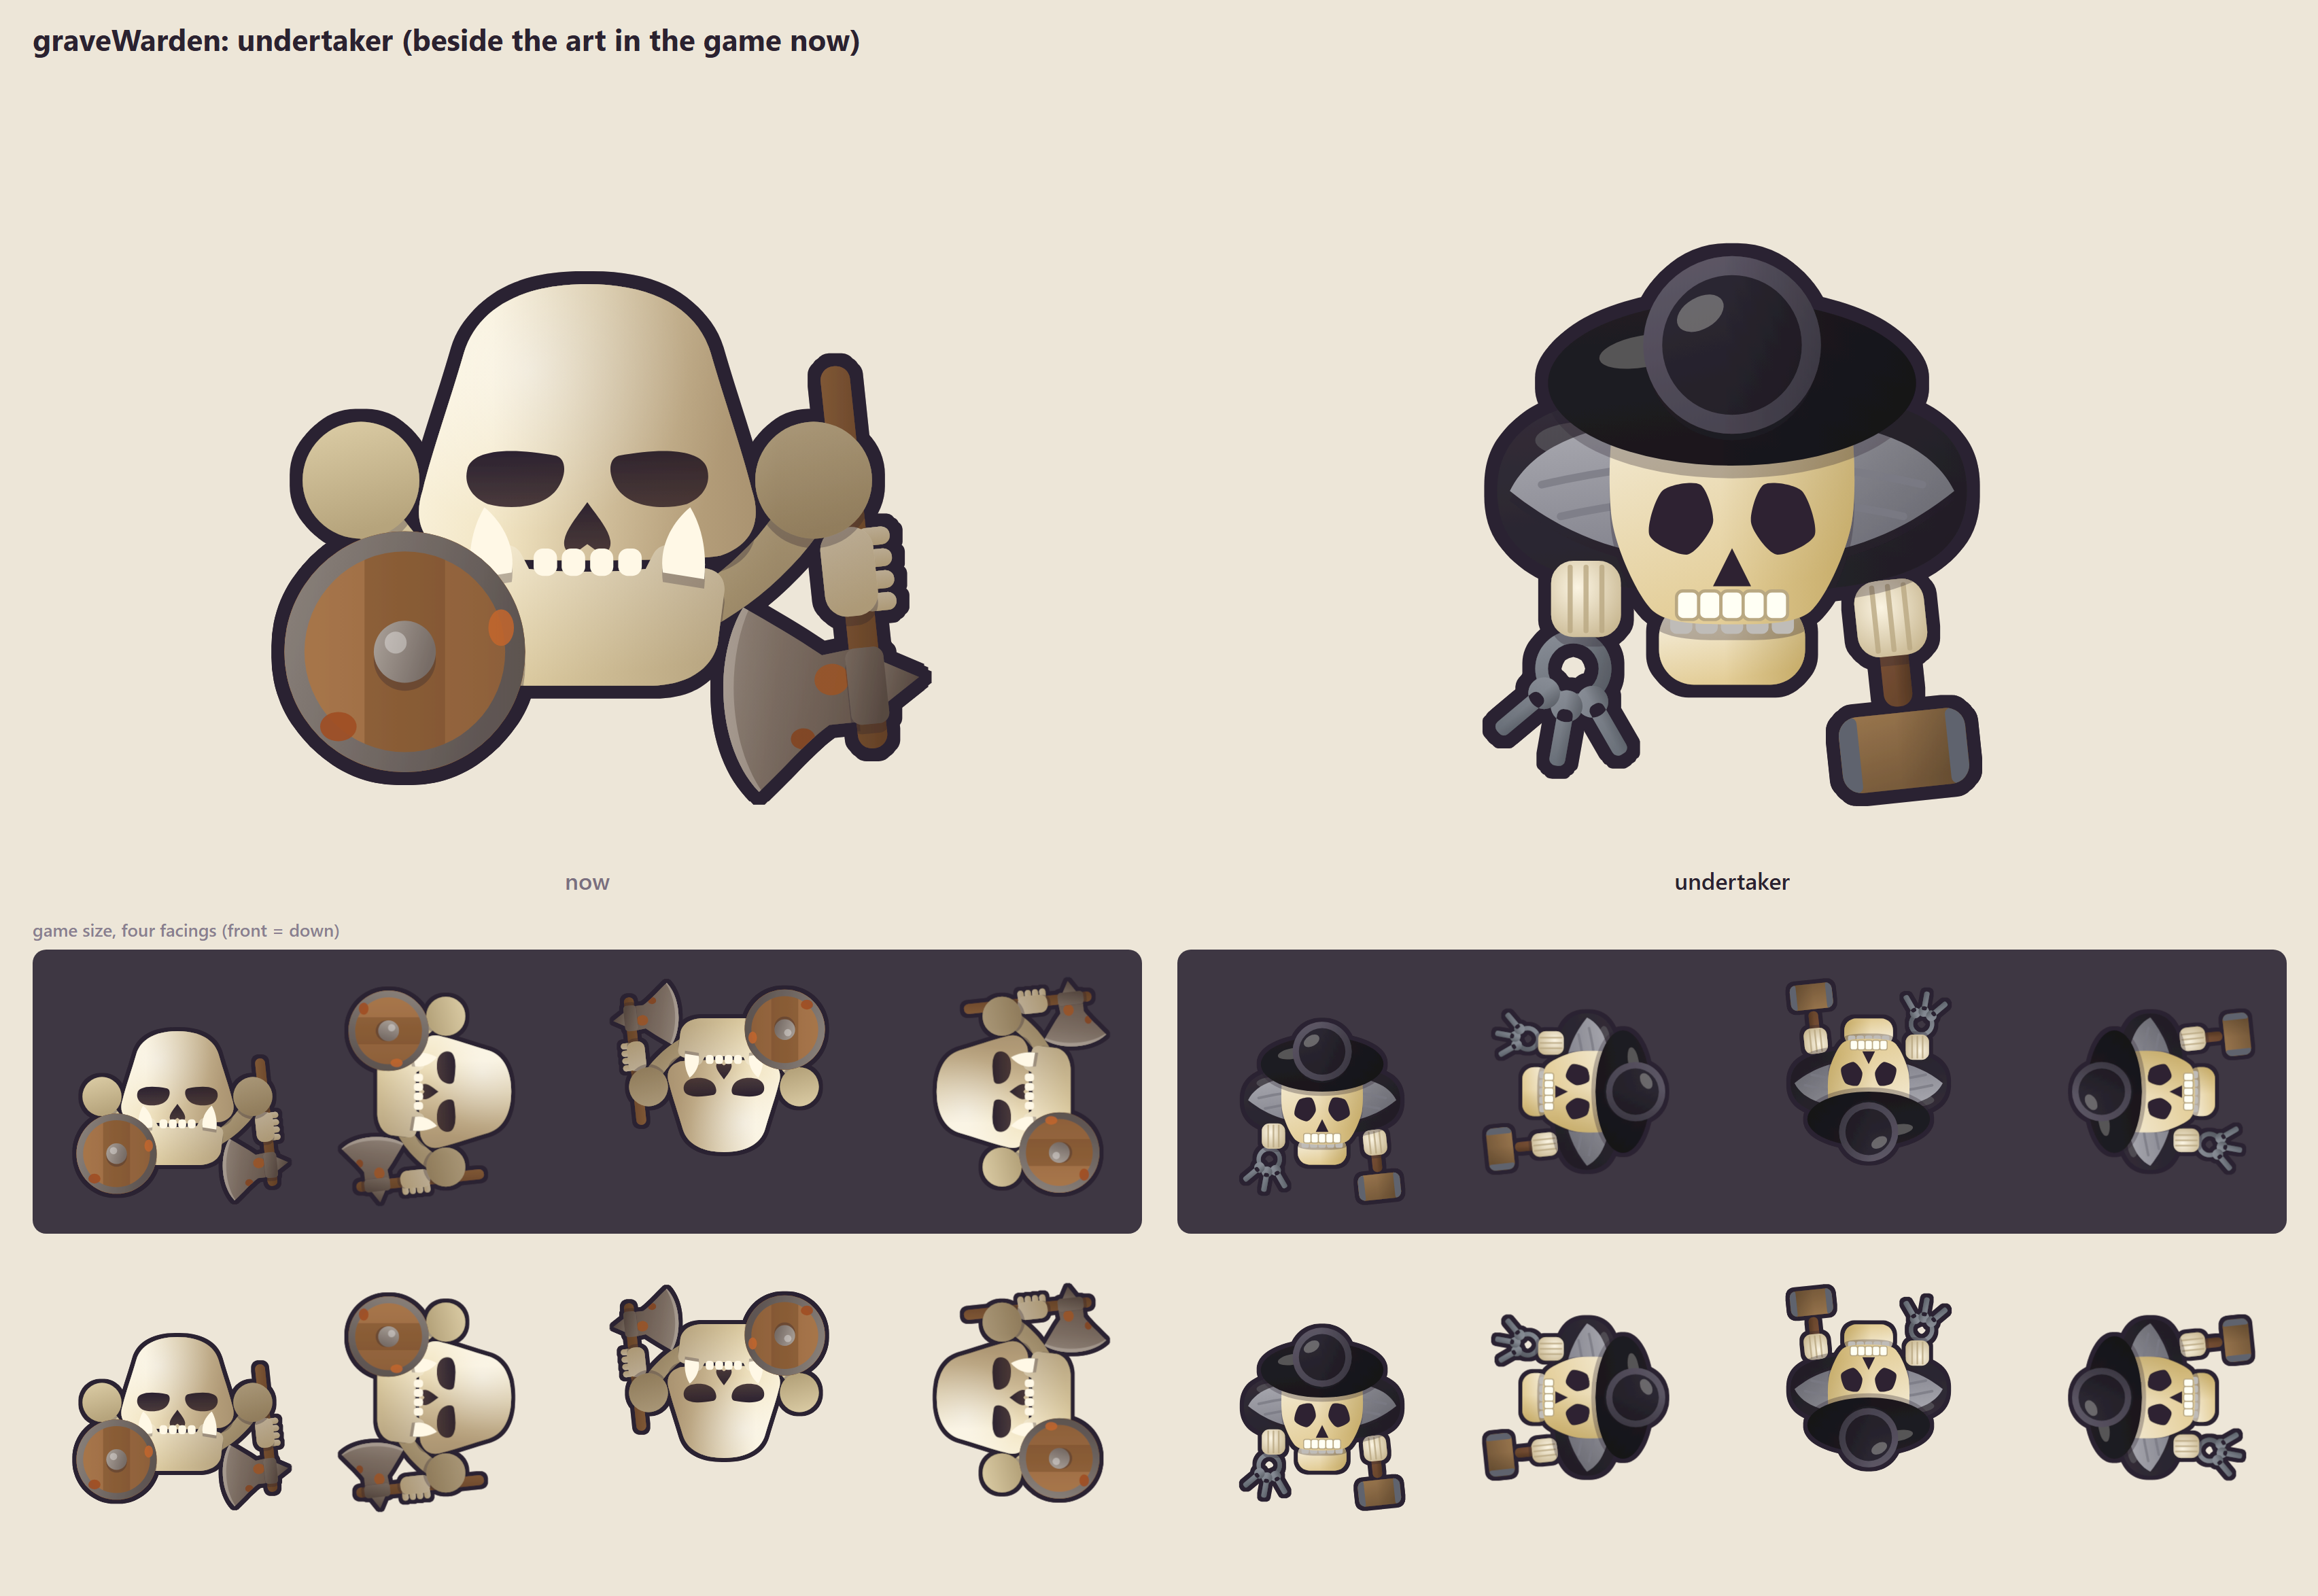 graveWarden: undertaker (beside the art in the game now)
now
undertaker
game size, four facings (front = down)